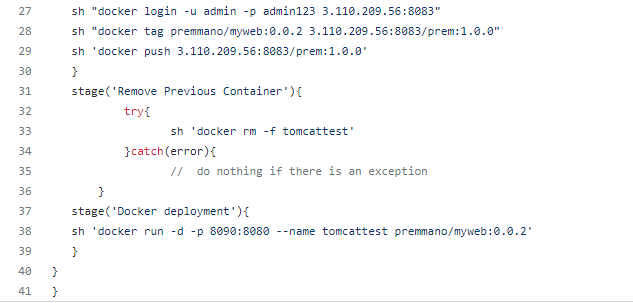 27 sh "docker login -u admin -p admin123 3.110.209.56:8083"
28 sh "docker tag premmano/myweb:0.0.2 3.110.209.56:8083/prem:1.0.0"
29 sh 'docker push 3.110.209.56:8083/prem:1.0.0'
30 }
31 stage('Remove Previous Container'){
32 try{
33 sh 'docker rm -f tomcattest'
34 }catch(error){
35 //  do nothing if there is an exception
36 }
37 stage('Docker deployment'){
38 sh 'docker run -d -p 8090:8080 --name tomcattest premmano/myweb:0.0.2'
39 }
40 }
41 }